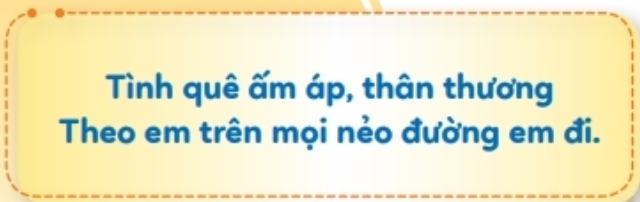 Tình quê ấm áp, thân thương
Theo em trên mọi nẻo đường em đi.